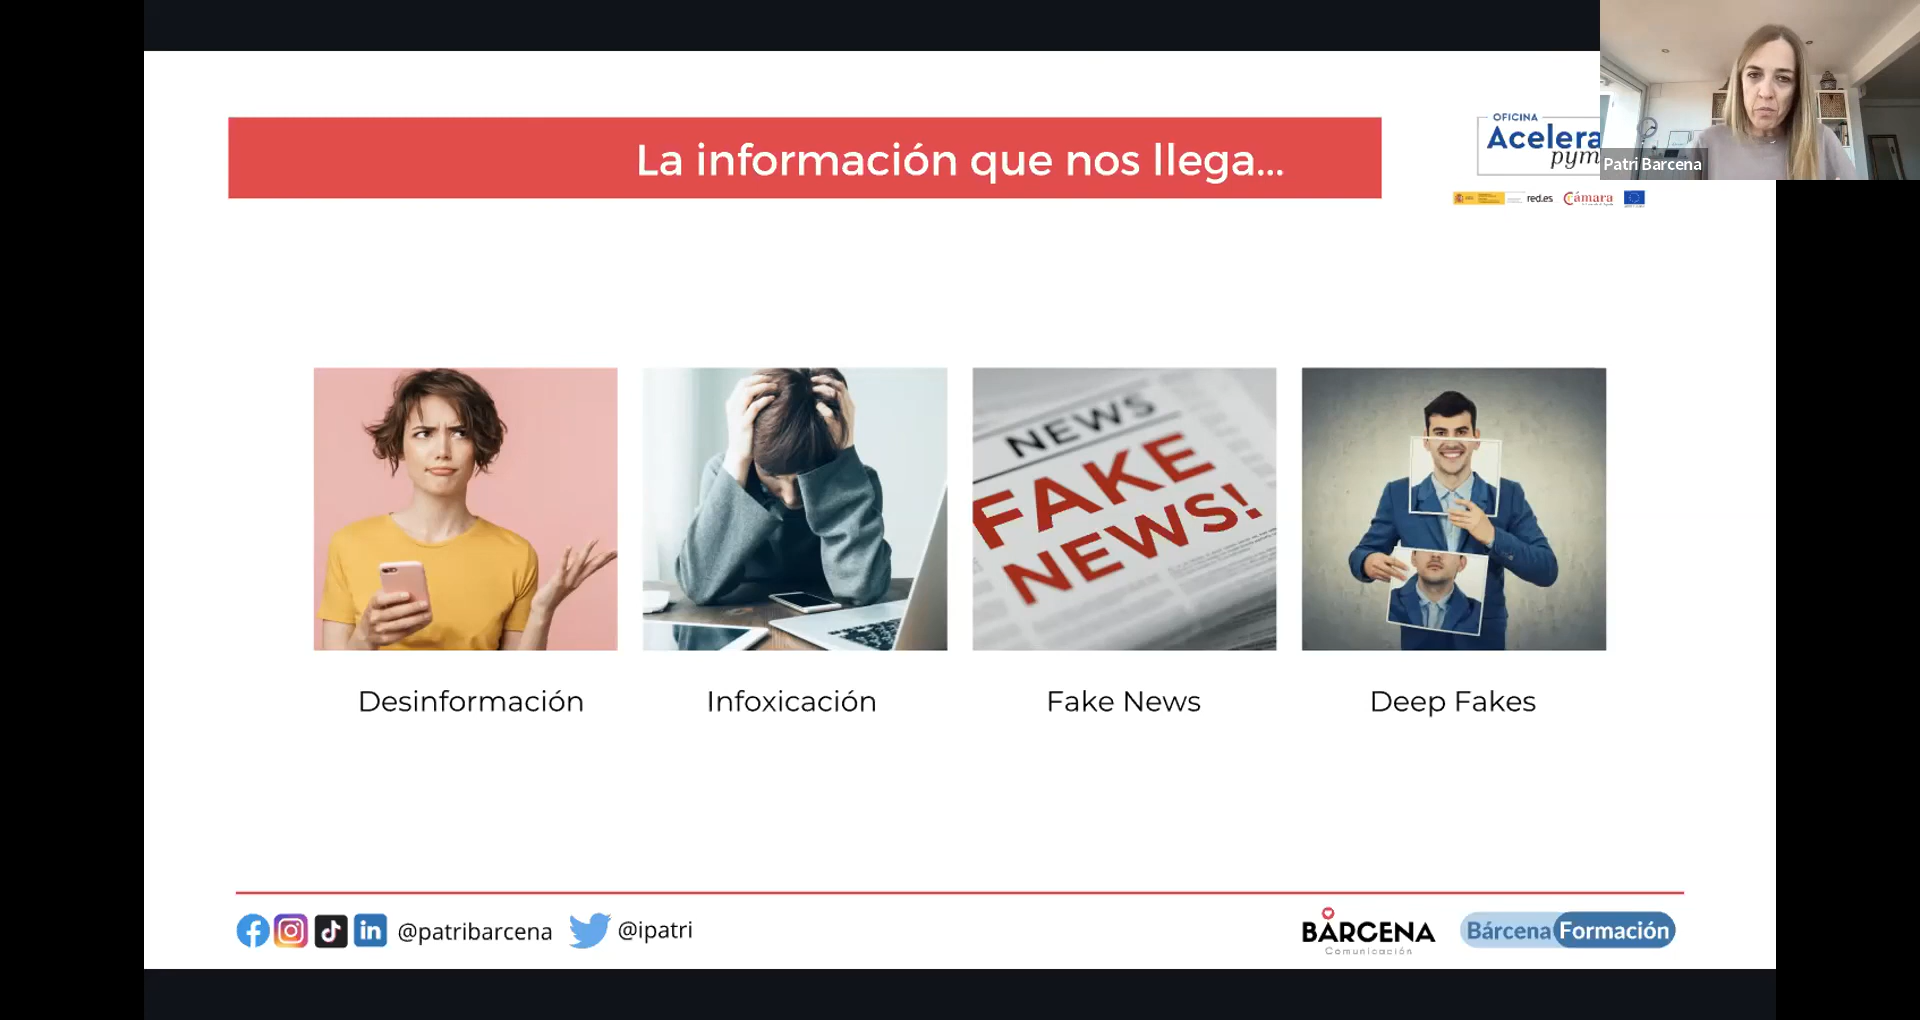 La información que nos llega...
OFICINA
Acelera
pym
Patri Barcena
red.es
Cámara
NEWS
FAKE
NEWS!
Desinformación
Infoxicación
Fake News
Deep Fakes
@patribarcena
@ipatri
BÁRCENA
Comunicación
Bárcena Formación